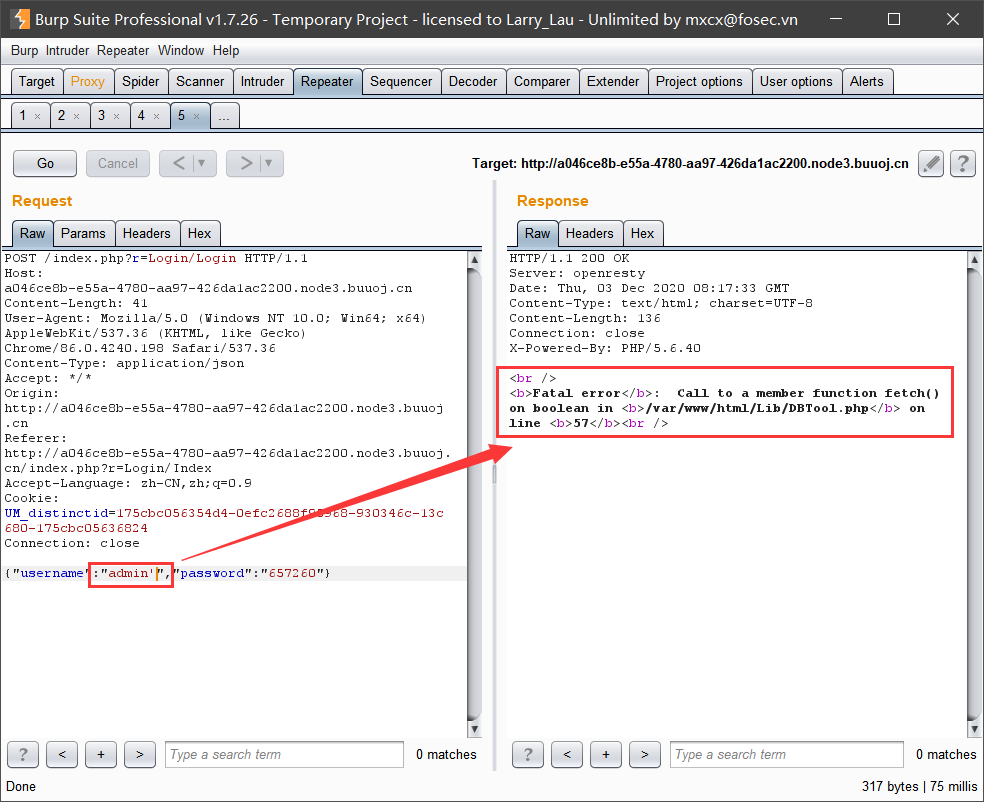 Burp Suite Professional v1.7.26 - Temporary Project - licensed to Larry_Lau - Unlimited by mxcx@fosec.vn
Burp Intruder Repeater Window Help
Target Proxy Spider Scanner Intruder Repeater Sequencer Decoder Comparer Extender Project options User options Alerts
1 × 2 × 3 × 4 × 5 × ...
Go Cancel < ▼ > ▼ Target: http://a046ce8b-e55a-4780-aa97-426da1ac2200.node3.buuoj.cn ?
Request
Raw Params Headers Hex
POST /index.php?r=Login/Login HTTP/1.1
Host:
a046ce8b-e55a-4780-aa97-426da1ac2200.node3.buuoj.cn
Content-Length: 41
User-Agent: Mozilla/5.0 (Windows NT 10.0; Win64; x64)
AppleWebKit/537.36 (KHTML, like Gecko)
Chrome/86.0.4240.198 Safari/537.36
Content-Type: application/json
Accept: */*
Origin:
http://a046ce8b-e55a-4780-aa97-426da1ac2200.node3.buuoj
.cn
Referer:
http://a046ce8b-e55a-4780-aa97-426da1ac2200.node3.buuoj.
cn/index.php?r=Login/Index
Accept-Language: zh-CN,zh;q=0.9
Cookie:
UM_distinctid=175cbc056354d4-0efc2688f
-930346c-13c
680-175cbc05636824
Connection: close
{"username":"admin'","password":"657260"}
? < + > Type a search term 0 matches
Response
Raw Headers Hex
HTTP/1.1 200 OK
Server: openresty
Date: Thu, 03 Dec 2020 08:17:33 GMT
Content-Type: text/html; charset=UTF-8
Content-Length: 136
Connection: close
X-Powered-By: PHP/5.6.40
<br />
<b>Fatal error</b>:  Call to a member function fetch()
on boolean in <b>/var/www/html/Lib/DBTool.php</b> on
line <b>57</b><br />
? < + > Type a search term 0 matches
Done 317 bytes | 75 millis